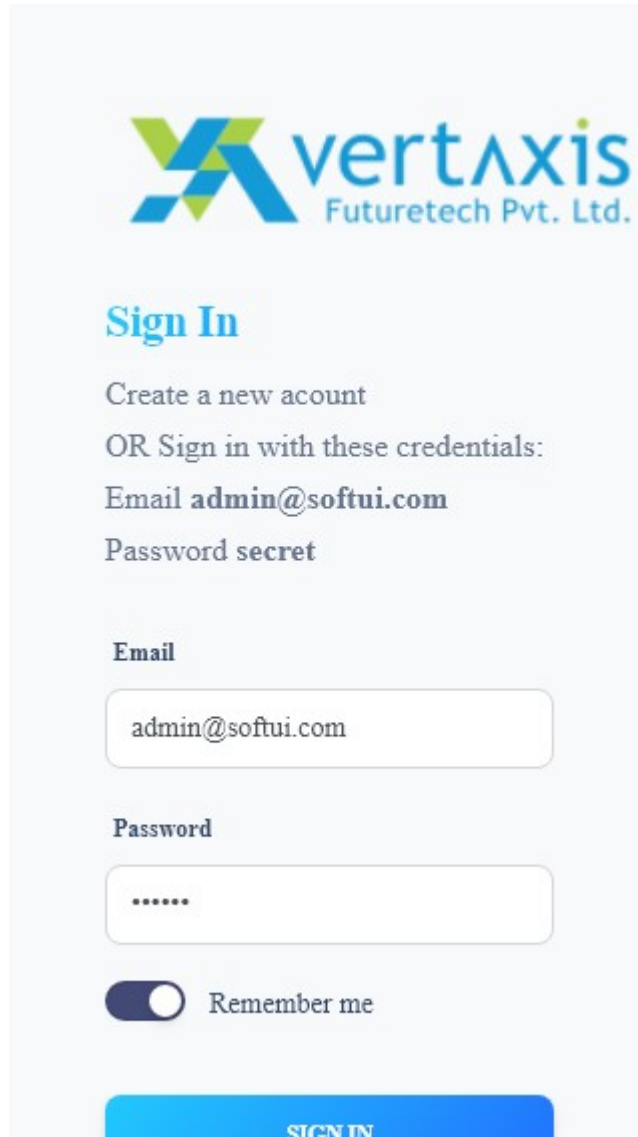 vertʌxis
Futuretech Pvt. Ltd.
Sign In
Create a new acount
OR Sign in with these credentials:
Email admin@softui.com
Password secret
Email
admin@softui.com
Password
••••••
Remember me
SIGN IN